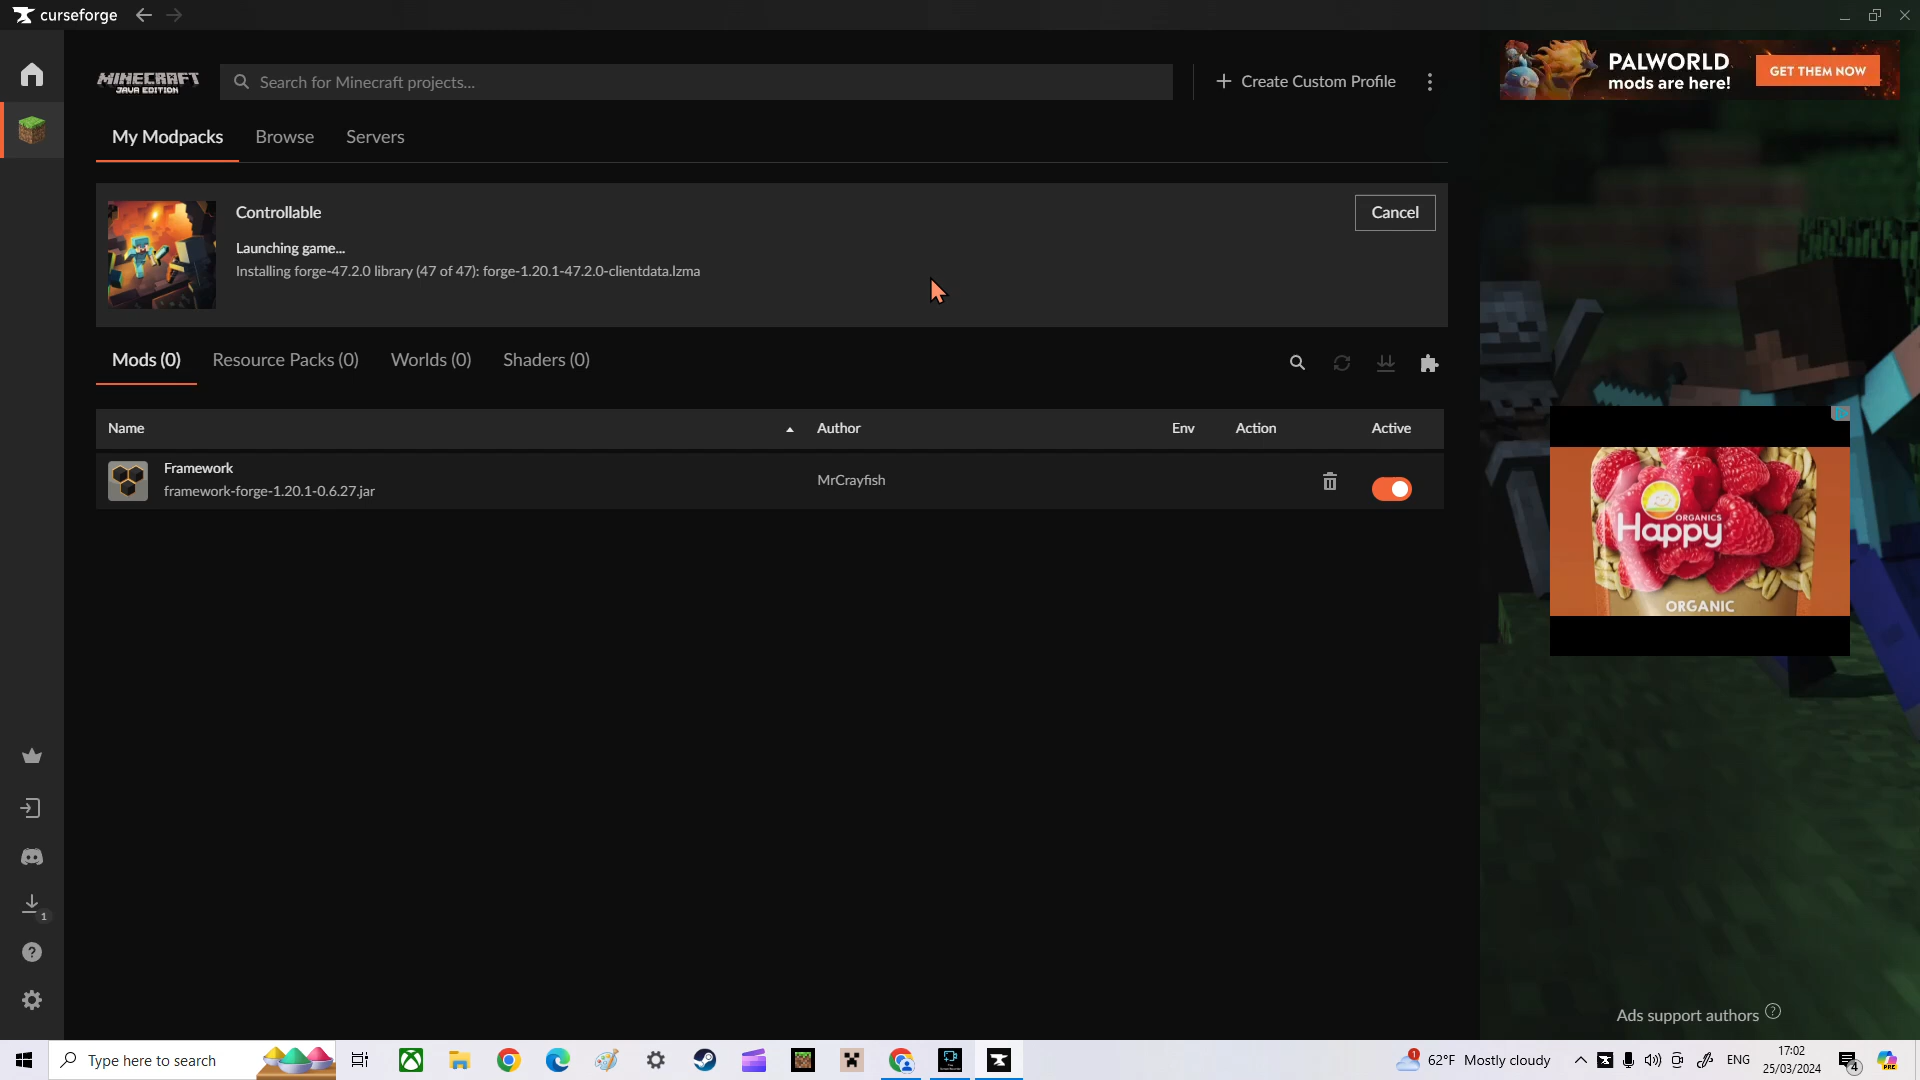 curseforge
MINECRAFT
JAVA EDITION
Search for Minecraft projects...
Create Custom Profile
PALWORLD
mods are here!
GET THEM NOW
My Modpacks
Browse
Servers
Controllable
Cancel
Launching game...
Installing forge-47.2.0 library (47 of 47): forge-1.20.1-47.2.0-clientdata.lzma
Mods (0)
Resource Packs (0)
Worlds (0)
Shaders (0)
Name
Author
Env
Action
Active
Framework
framework-forge-1.20.1-0.6.27.jar
MrCrayfish
ORGANICS
Happy
ORGANIC
1
Ads support authors
Type here to search
1
62°F Mostly cloudy
ENG
17:02
25/03/2024
4
PRE